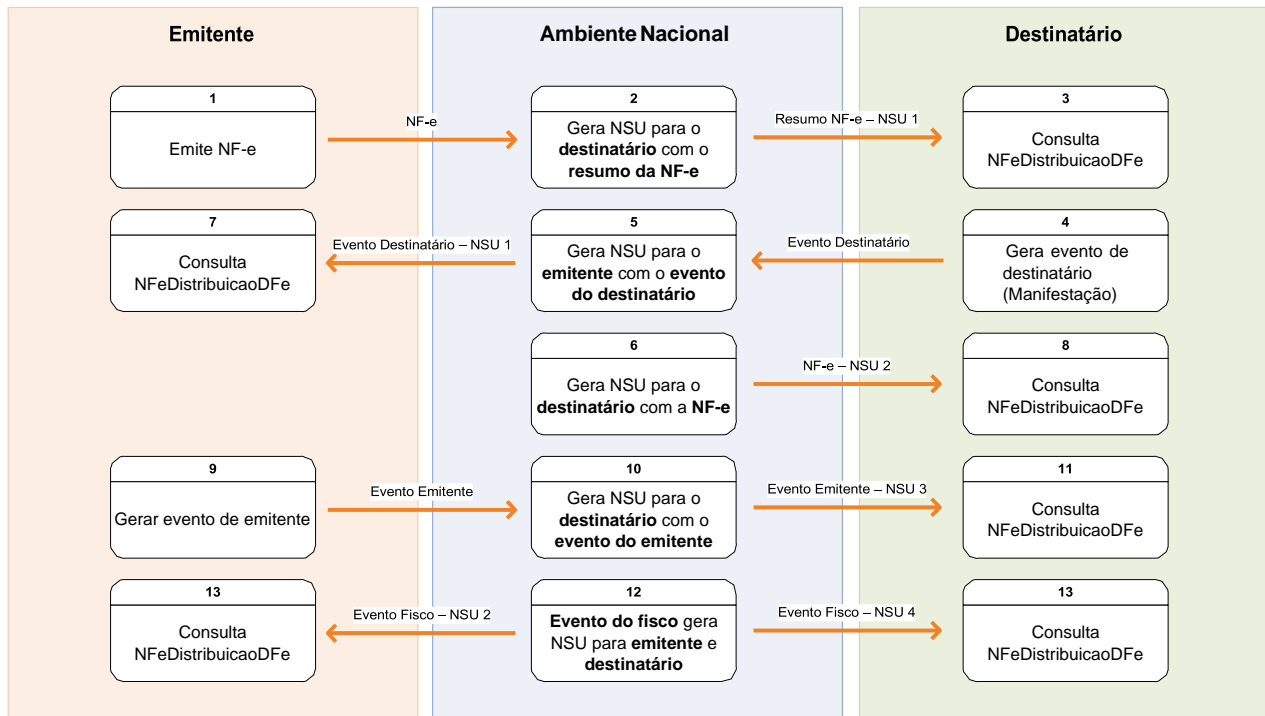 Emitente
Ambiente Nacional
Destinatário
1
Emite NF-e
NF-e
2
Gera NSU para o
destinatário com o
resumo da NF-e
Resumo NF-e – NSU 1
3
Consulta
NFeDistribuicaoDFe
7
Consulta
NFeDistribuicaoDFe
Evento Destinatário – NSU 1
5
Gera NSU para o
emitente com o evento
do destinatário
Evento Destinatário
4
Gera evento de
destinatário
(Manifestação)
6
Gera NSU para o
destinatário com a NF-e
NF-e – NSU 2
8
Consulta
NFeDistribuicaoDFe
9
Gerar evento de emitente
Evento Emitente
10
Gera NSU para o
destinatário com o
evento do emitente
Evento Emitente – NSU 3
11
Consulta
NFeDistribuicaoDFe
13
Consulta
NFeDistribuicaoDFe
Evento Fisco – NSU 2
12
Evento do fisco gera
NSU para emitente e
destinatário
Evento Fisco – NSU 4
13
Consulta
NFeDistribuicaoDFe